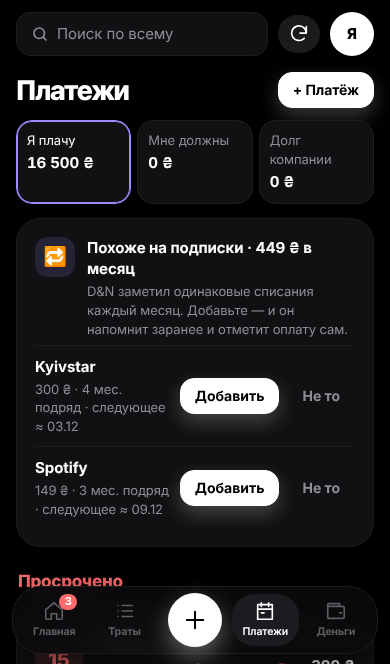 Поиск по всему
Я
Платежи
+ Платёж
Я плачу
16 500 ₴
Мне должны
0 ₴
Долг
компании
0 ₴
Похоже на подписки · 449 ₴ в
месяц
D&N заметил одинаковые списания
каждый месяц. Добавьте — и он
напомнит заранее и отметит оплату сам.
Kyivstar
300 ₴ · 4 мес.
подряд · следующее
≈ 03.12
Добавить
Не то
Spotify
149 ₴ · 3 мес. подряд
· следующее ≈ 09.12
Добавить
Не то
Просрочено
3
Главная
Траты
Платежи
Деньги
15